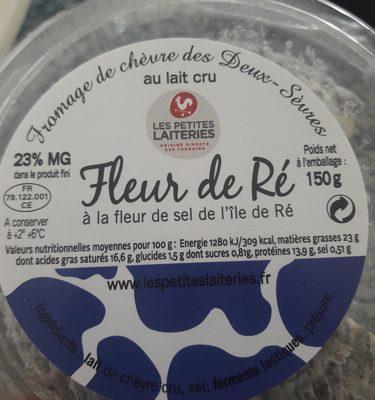 Fromage de chèvre des Deux-Sèvres
au lait cru
LES PETITES
LAITERIES
ORIGINE DIRECTE
DES TERROIRS
23% MG
dans le produit fini
FR
79.122.001
CE
A conserver
à +2° +6°C
Poids net
à l'emballage :
150g
Fleur de Ré
à la fleur de sel de l'île de Ré
Valeurs nutritionnelles moyennes pour 100 g : Energie 1280 kJ/309 kcal, matières grasses 23 g
dont acides gras saturés 16,6 g, glucides 1,5 g dont sucres 0,81g, protéines 13,9 g, sel 0,51 g
www.lespetiteslaiteries.fr
Ingrédients : lait de chèvre cru, sel, ferments lactiques, présure